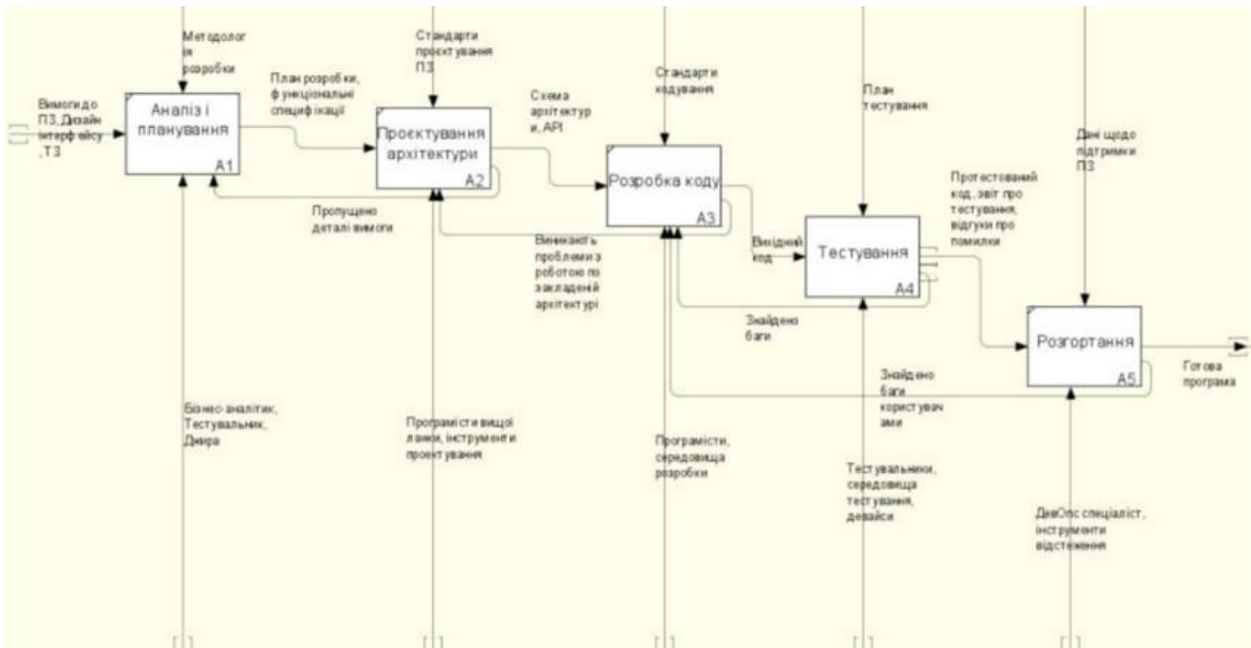 Методолог
ія
розробки
Вимоги до
ПЗ, Дизайн
інтерфейсу
,ТЗ
Аналіз і
планування
A1
План розробки,
функціональні
специфікації
Стандарти
проєктування
ПЗ
Проєктування
архітектури
A2
Пропущено
деталі вимоги
Схема
архітектур
и, API
Стандарти
кодування
Розробка коду
A3
Виникають
проблеми з
роботою по
закладеній
архітектурі
Вихідний
код
План
тестування
Тестування
A4
Знайдено
баги
Протестований
код, звіт про
тестування,
відгуки про
помилки
Дані щодо
підтримки
ПЗ
Розгортання
A5
Готова
програма
Знайдено
баги
користувач
ами
Бізнес-аналітик,
Тестувальник,
Джира
Програмісти вищої
ланки, інструменти
проектування
Програмісти,
середовища
розробки
Тестувальники,
середовища
тестування,
девайси
ДевОпс спеціаліст,
інструменти
відстеження